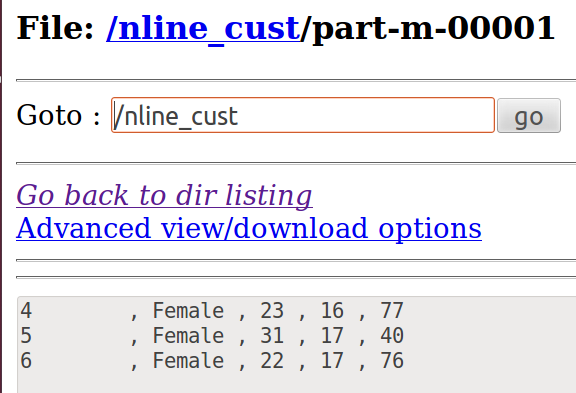 File: /nline_cust/part-m-00001
Goto : /nline_cust go
Go back to dir listing
Advanced view/download options
4 , Female , 23 , 16 , 77
5 , Female , 31 , 17 , 40
6 , Female , 22 , 17 , 76